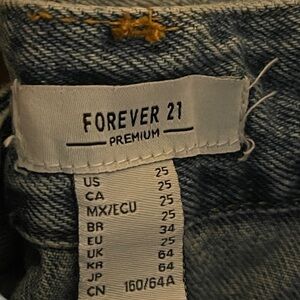 FOREVER 21
PREMIUM
US 25
CA 25
MX/ECU 25
BR 34
EU 25
UK 64
KR 64
JP 64
CN 160/64A